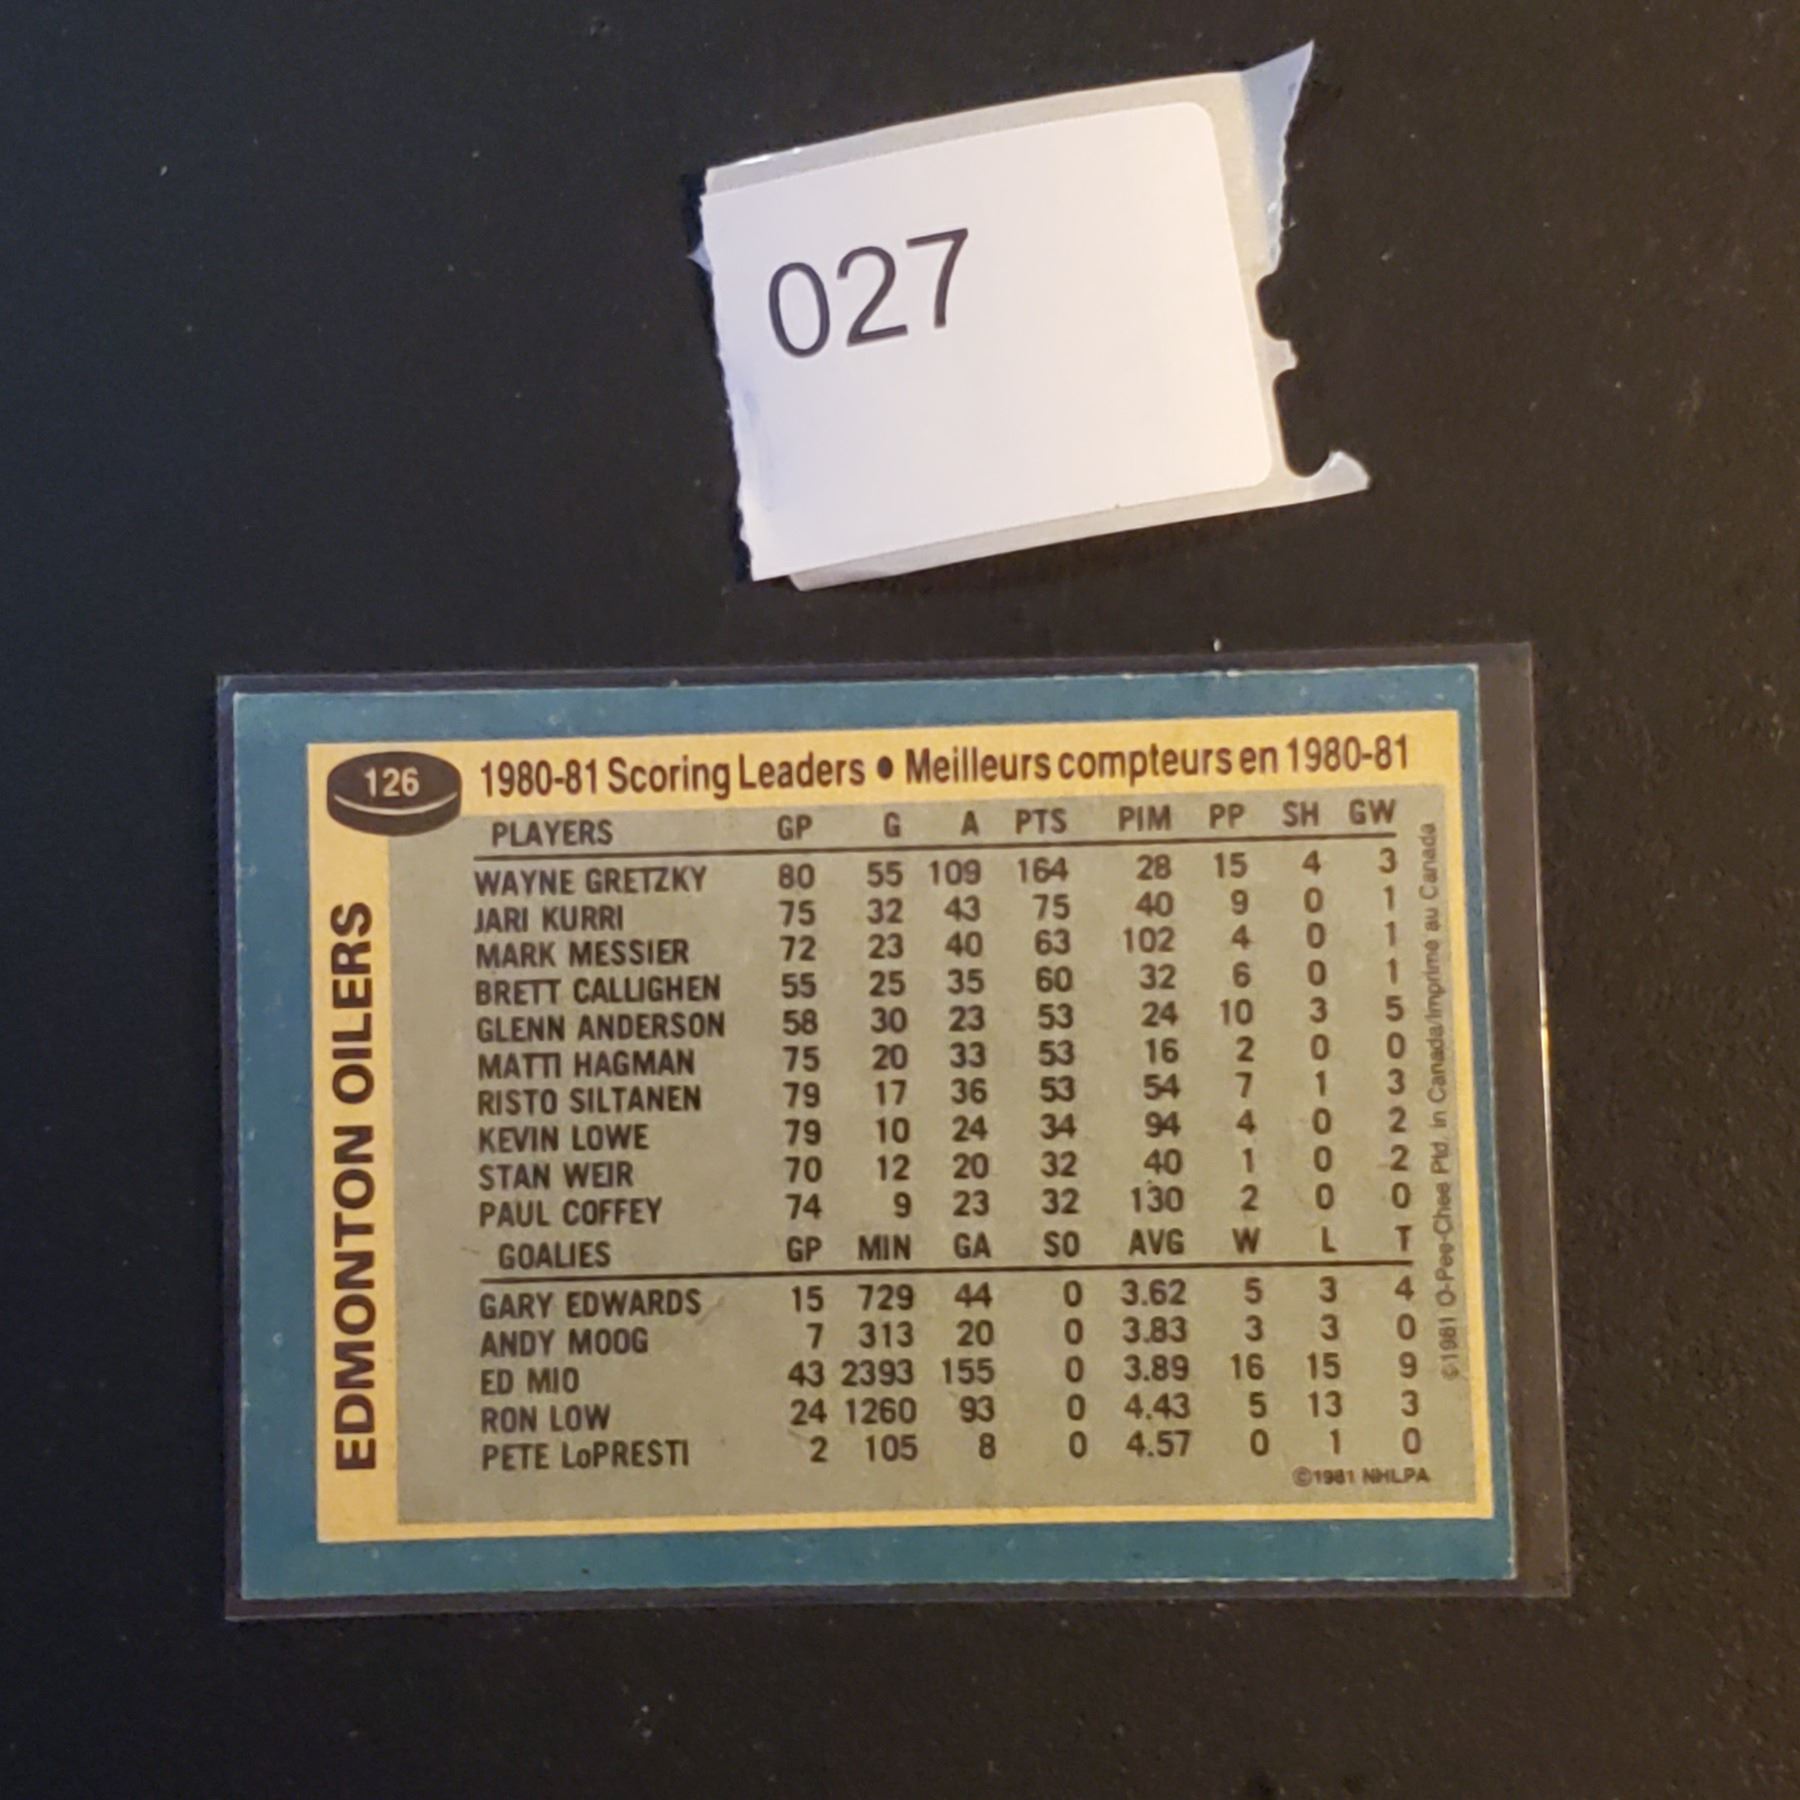 027
126
1980-81 Scoring Leaders • Meilleurs compteurs en 1980-81
EDMONTON OILERS
PLAYERS GP G A PTS PIM PP SH GW
WAYNE GRETZKY 80 55 109 164 28 15 4 3
JARI KURRI 75 32 43 75 40 9 0 1
MARK MESSIER 72 23 40 63 102 4 0 1
BRETT CALLIGHEN 55 25 35 60 32 6 0 1
GLENN ANDERSON 58 30 23 53 24 10 3 5
MATTI HAGMAN 75 20 33 53 16 2 0 0
RISTO SILTANEN 79 17 36 53 54 7 1 3
KEVIN LOWE 79 10 24 34 94 4 0 2
STAN WEIR 70 12 20 32 40 1 0 2
PAUL COFFEY 74 9 23 32 130 2 0 0
GOALIES GP MIN GA SO AVG W L T
GARY EDWARDS 15 729 44 0 3.62 5 3 4
ANDY MOOG 7 313 20 0 3.83 3 3 0
ED MIO 43 2393 155 0 3.89 16 15 9
RON LOW 24 1260 93 0 4.43 5 13 3
PETE LoPRESTI 2 105 8 0 4.57 0 1 0
©1981 NHLPA
©1981 O-Pee-Chee Ptd. in Canada/Imprimé au Canada